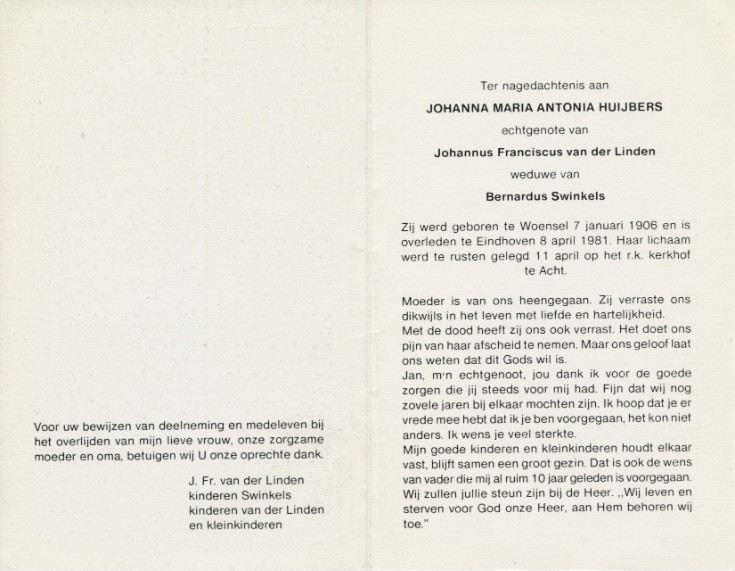 Voor uw bewijzen van deelneming en medeleven bij
het overlijden van mijn lieve vrouw, onze zorgzame
moeder en oma, betuigen wij U onze oprechte dank.
J. Fr. van der Linden
kinderen Swinkels
kinderen van der Linden
en kleinkinderen
Ter nagedachtenis aan
JOHANNA MARIA ANTONIA HUIJBERS
echtgenote van
Johannus Franciscus van der Linden
weduwe van
Bernardus Swinkels
Zij werd geboren te Woensel 7 januari 1906 en is
overleden te Eindhoven 8 april 1981. Haar lichaam
werd te rusten gelegd 11 april op het r.k. kerkhof
te Acht.
Moeder is van ons heengegaan. Zij verraste ons
dikwijls in het leven met liefde en hartelijkheid.
Met de dood heeft zij ons ook verrast. Het doet ons
pijn van haar afscheid te nemen. Maar ons geloof laat
ons weten dat dit Gods wil is.
Jan, m'n echtgenoot, jou dank ik voor de goede
zorgen die jij steeds voor mij had. Fijn dat wij nog
zovele jaren bij elkaar mochten zijn. Ik hoop dat je er
vrede mee hebt dat ik je ben voorgegaan, het kon niet
anders. Ik wens je veel sterkte.
Mijn goede kinderen en kleinkinderen houdt elkaar
vast, blijft samen een groot gezin. Dat is ook de wens
van vader die mij al ruim 10 jaar geleden is voorgegaan.
Wij zullen jullie steun zijn bij de Heer. ,,Wij leven en
sterven voor God onze Heer, aan Hem behoren wij
toe."